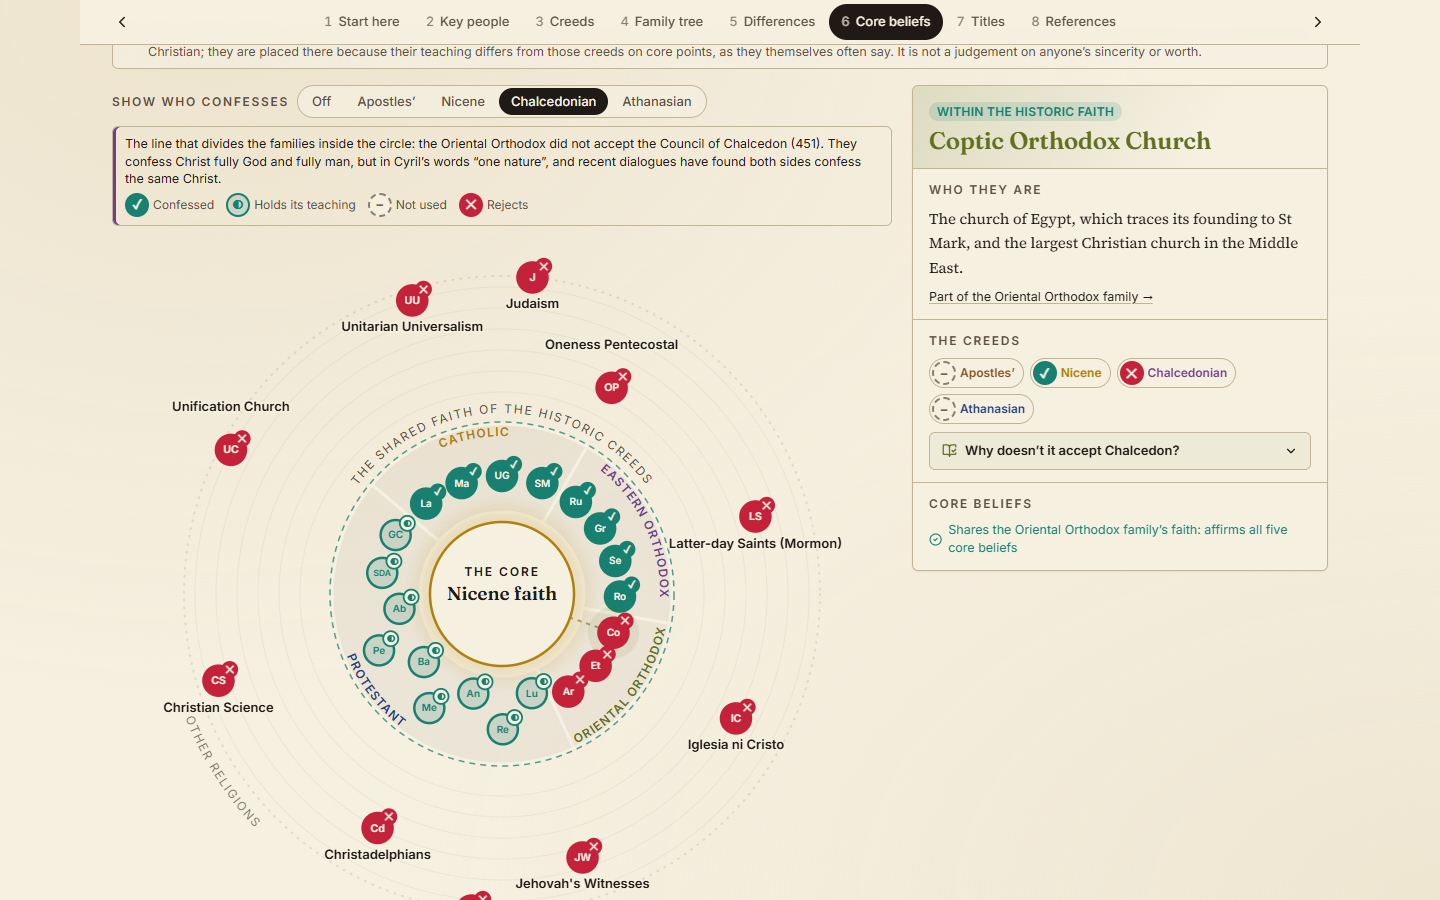 1 Start here
2 Key people
3 Creeds
4 Family tree
5 Differences
6 Core beliefs
7 Titles
8 References
Christian; they are placed there because their teaching differs from those creeds on core points, as they themselves often say. It is not a judgement on anyone’s sincerity or worth.
SHOW WHO CONFESSES
Off
Apostles’
Nicene
Chalcedonian
Athanasian
The line that divides the families inside the circle: the Oriental Orthodox did not accept the Council of Chalcedon (451). They
confess Christ fully God and fully man, but in Cyril’s words “one nature”, and recent dialogues have found both sides confess
the same Christ.
Confessed
Holds its teaching
Not used
Rejects
J
Judaism
UU
Unitarian Universalism
Oneness Pentecostal
OP
Unification Church
UC
THE SHARED FAITH OF THE HISTORIC CREEDS
CATHOLIC
EASTERN ORTHODOX
ORIENTAL ORTHODOX
PROTESTANT
La
Ma
UG
SM
Ru
Gr
Se
Ro
Co
Et
Ar
Lu
Re
An
Me
Ba
Pe
Ab
SDA
GC
THE CORE
Nicene faith
LS
Latter-day Saints (Mormon)
CS
Christian Science
OTHER RELIGIONS
IC
Iglesia ni Cristo
Cd
Christadelphians
JW
Jehovah's Witnesses
WITHIN THE HISTORIC FAITH
Coptic Orthodox Church
WHO THEY ARE
The church of Egypt, which traces its founding to St
Mark, and the largest Christian church in the Middle
East.
Part of the Oriental Orthodox family →
THE CREEDS
Apostles’
Nicene
Chalcedonian
Athanasian
Why doesn’t it accept Chalcedon?
CORE BELIEFS
Shares the Oriental Orthodox family’s faith: affirms all five
core beliefs